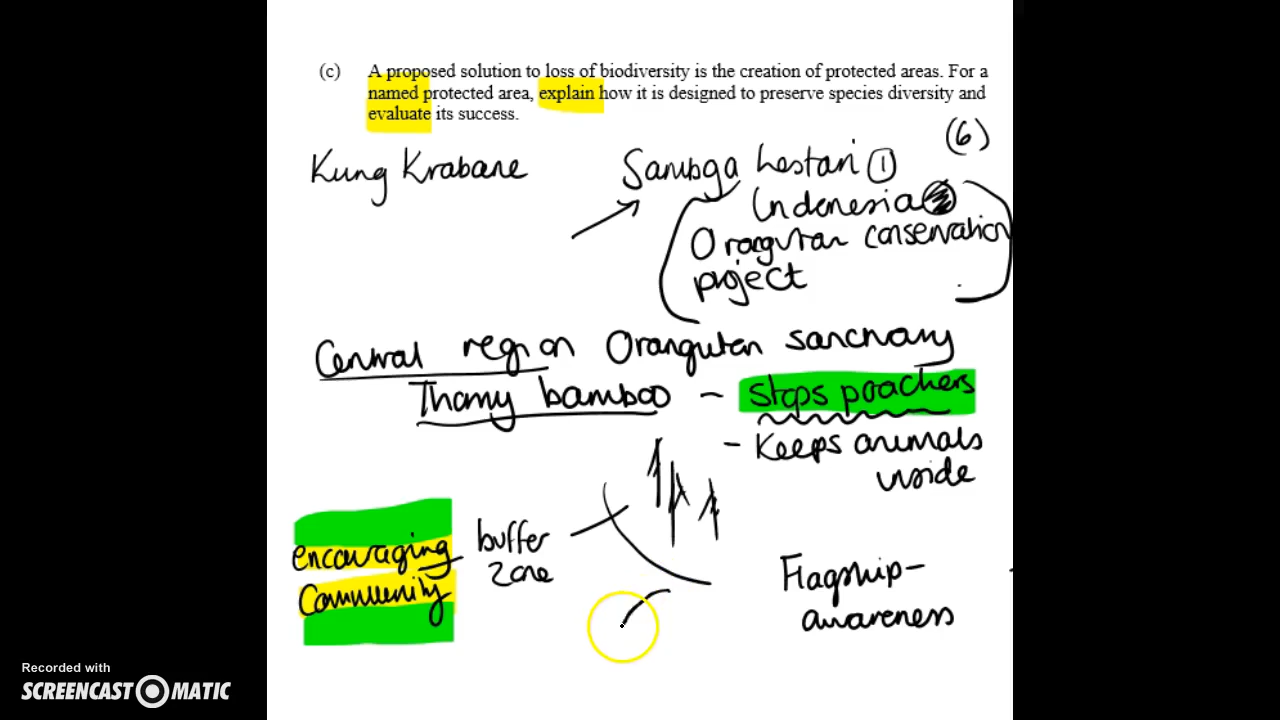 (c) A proposed solution to loss of biodiversity is the creation of protected areas. For a
named protected area, explain how it is designed to preserve species diversity and
evaluate its success.
(6)
Kung Krabane
Sambga Lestari 1
Indonesia
Orangutan conservation
project
Central region Orangutan sanctuary
Thorny bamboo - stops poachers
- Keeps animals
inside
encouraging
community
buffer
zone
Flagship-
awareness
Recorded with
SCREENCAST MATIC